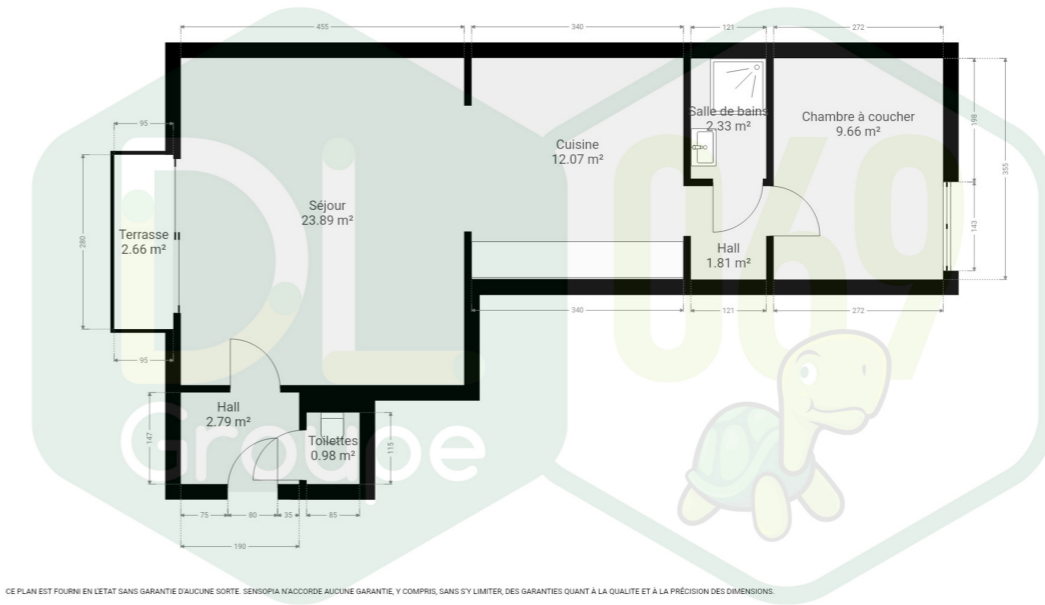 455
340
121
272
95
Salle de bains
2.33 m²
Chambre à coucher
9.66 m²
198
Cuisine
12.07 m²
355
Séjour
23.89 m²
Terrasse
2.66 m²
280
Hall
1.81 m²
143
340
121
272
95
Hall
2.79 m²
147
Toilettes
0.98 m²
115
75
80
35
85
190
DL
Groupe
069
CE PLAN EST FOURNI EN L'ETAT SANS GARANTIE D'AUCUNE SORTE. SENSOPIA N'ACCORDE AUCUNE GARANTIE, Y COMPRIS, SANS S'Y LIMITER, DES GARANTIES QUANT À LA QUALITE ET À LA PRÉCISION DES DIMENSIONS.